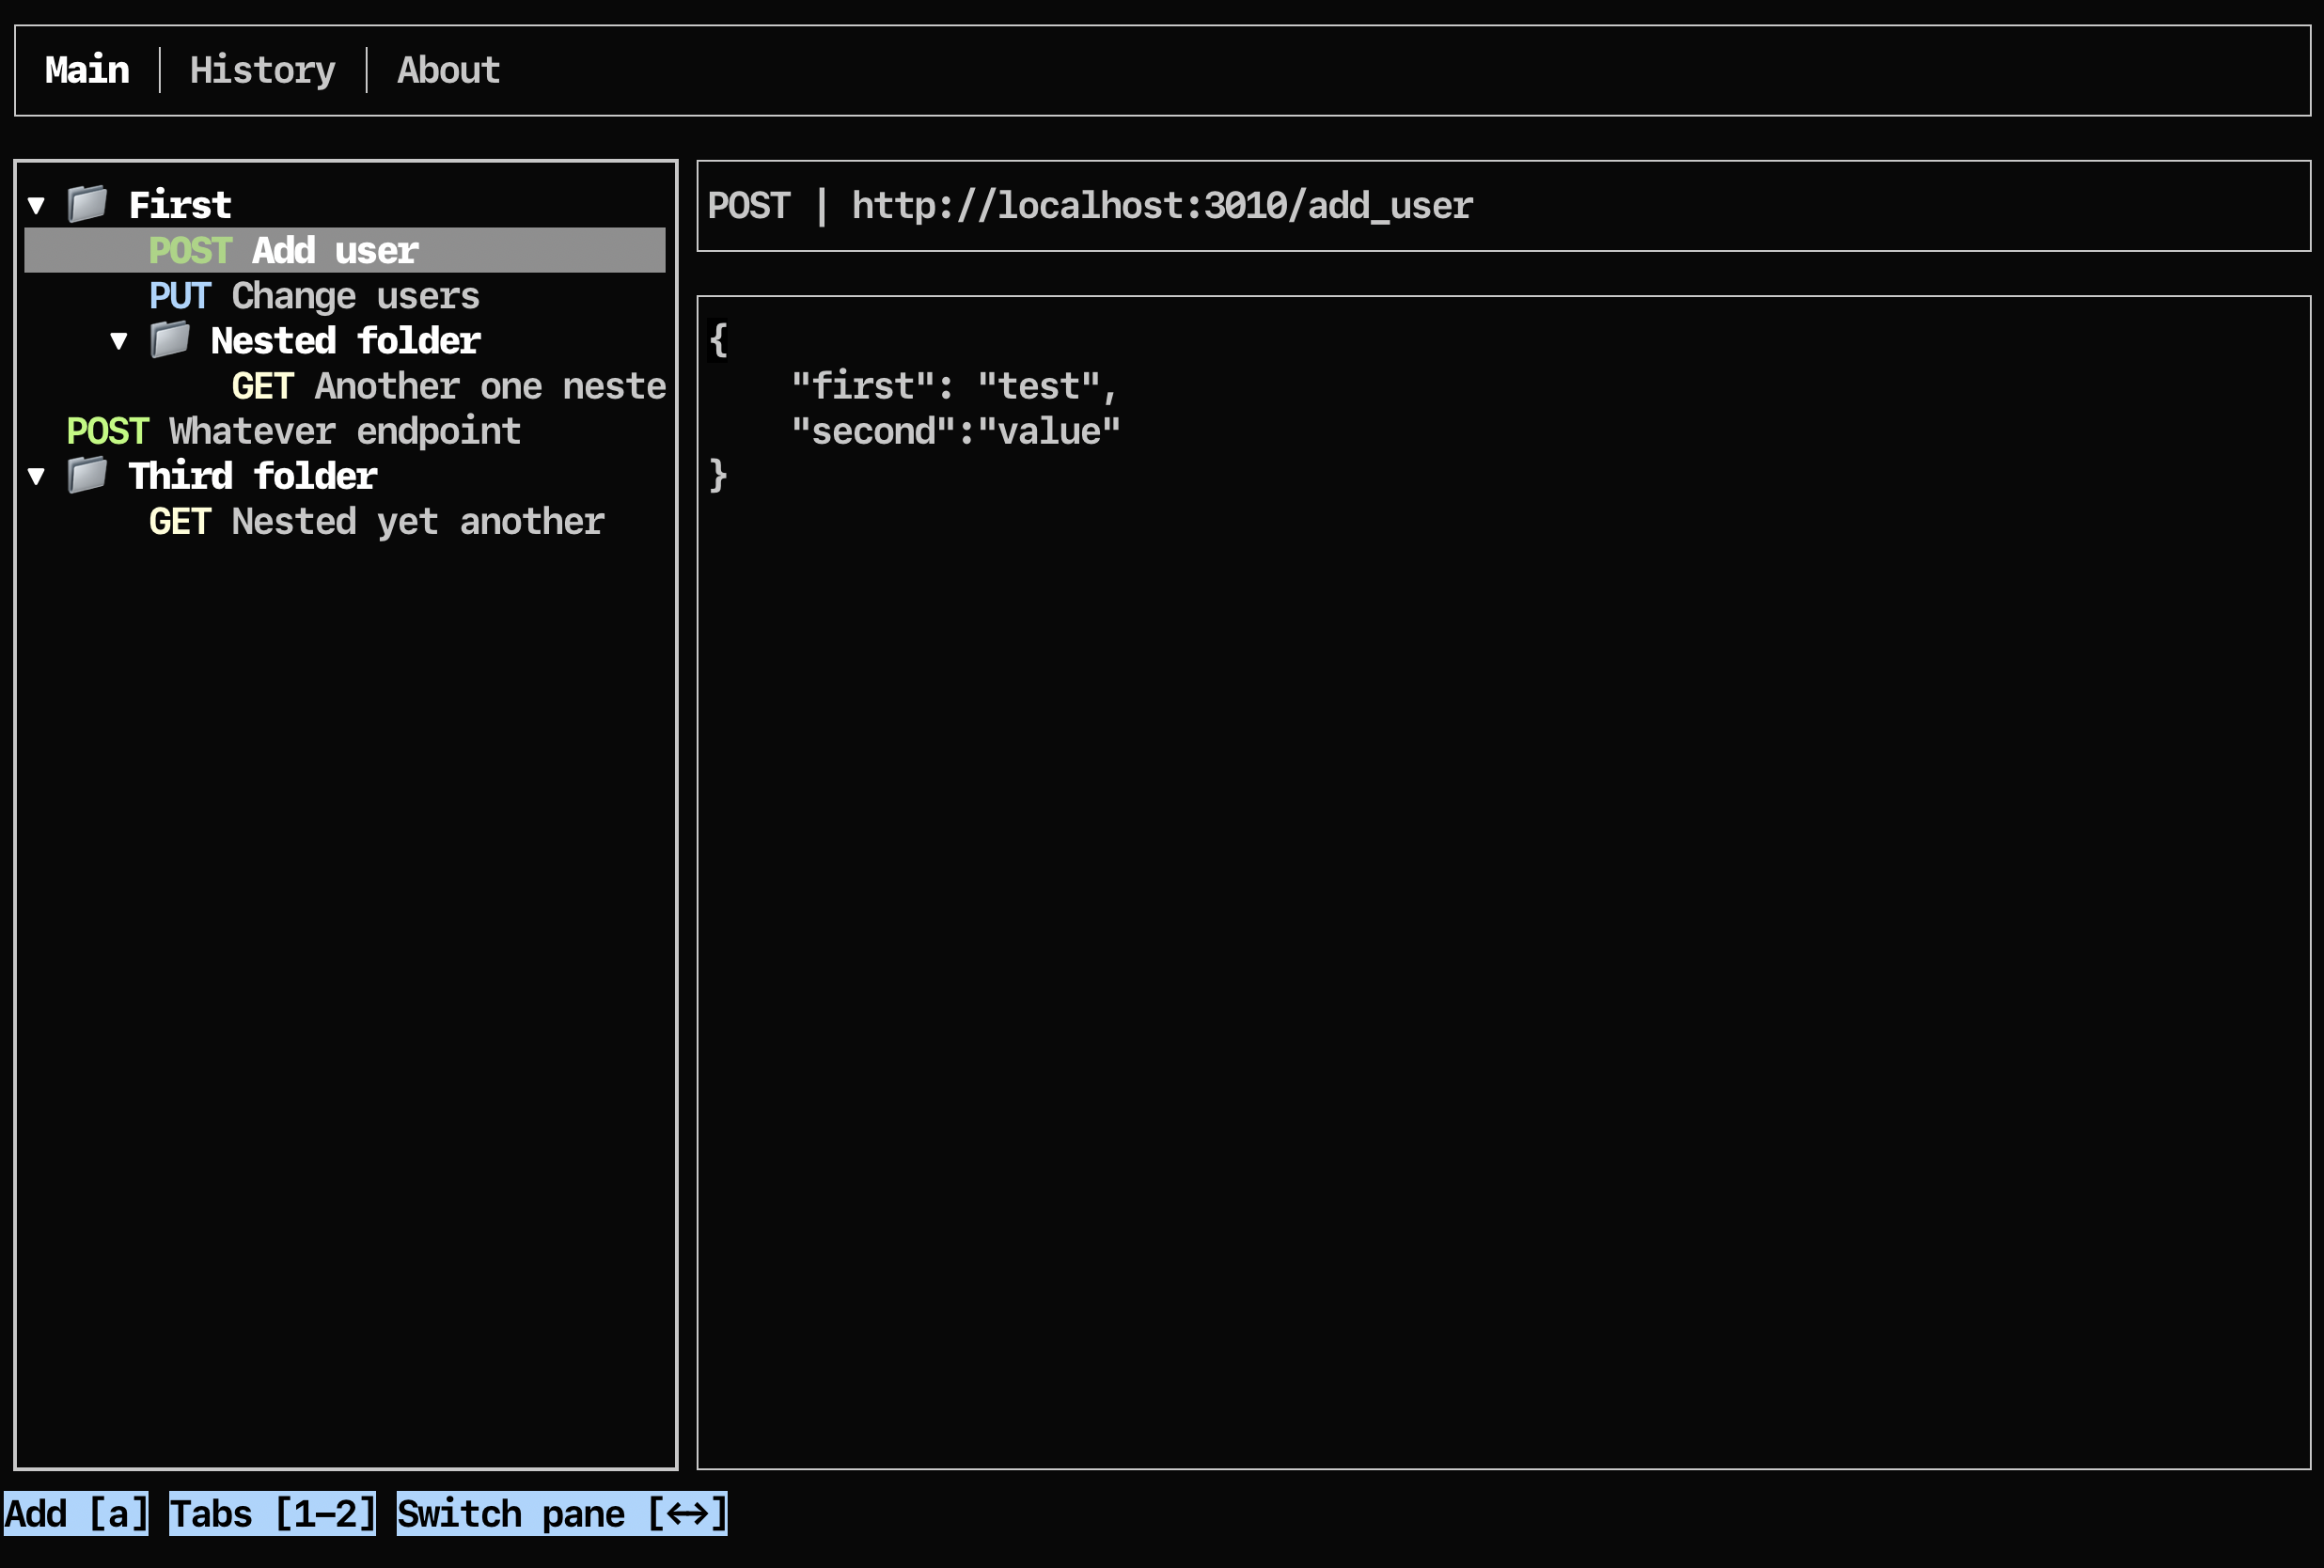 Main │ History │ About
▼ 📁 First
POST Add user
PUT Change users
▼ 📁 Nested folder
GET Another one neste
POST Whatever endpoint
▼ 📁 Third folder
GET Nested yet another
POST | http://localhost:3010/add_user
{
    "first": "test",
    "second":"value"
}
Add [a] Tabs [1—2] Switch pane [<->]